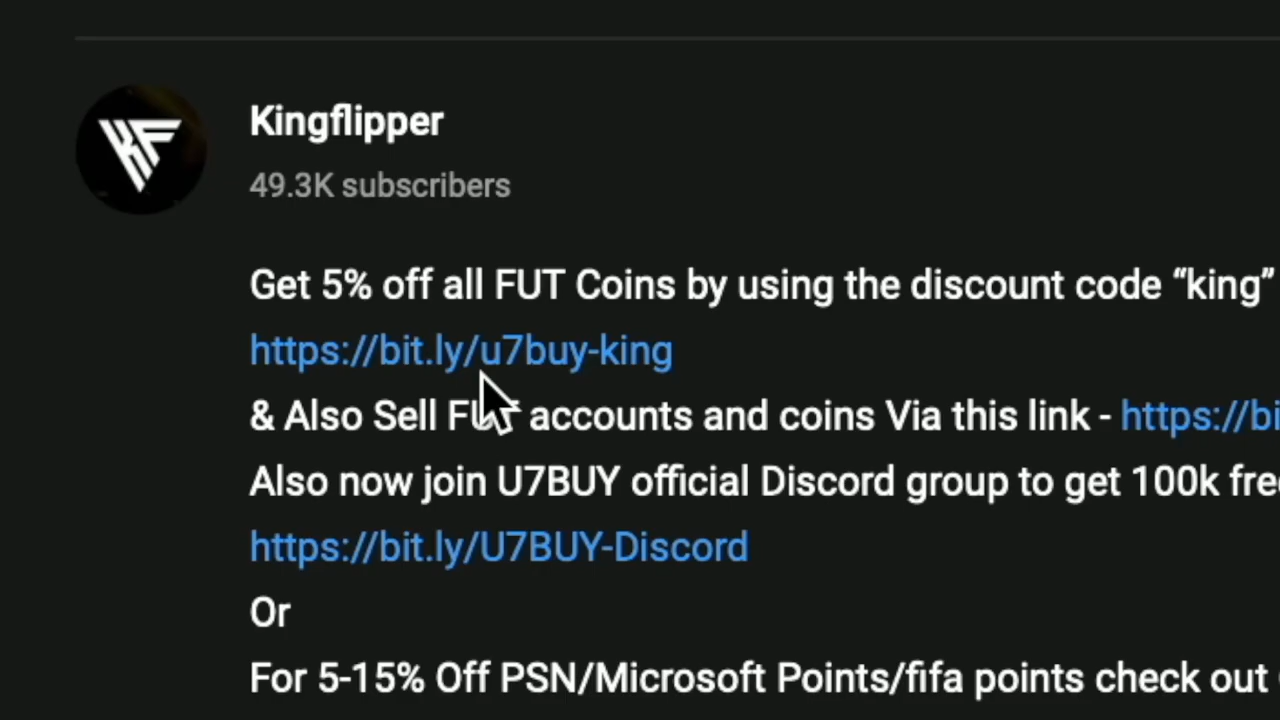 KF
Kingflipper
49.3K subscribers
Get 5% off all FUT Coins by using the discount code “king”
https://bit.ly/u7buy-king
& Also Sell FUT accounts and coins Via this link - https://bi
Also now join U7BUY official Discord group to get 100k free
https://bit.ly/U7BUY-Discord
Or
For 5-15% Off PSN/Microsoft Points/fifa points check out